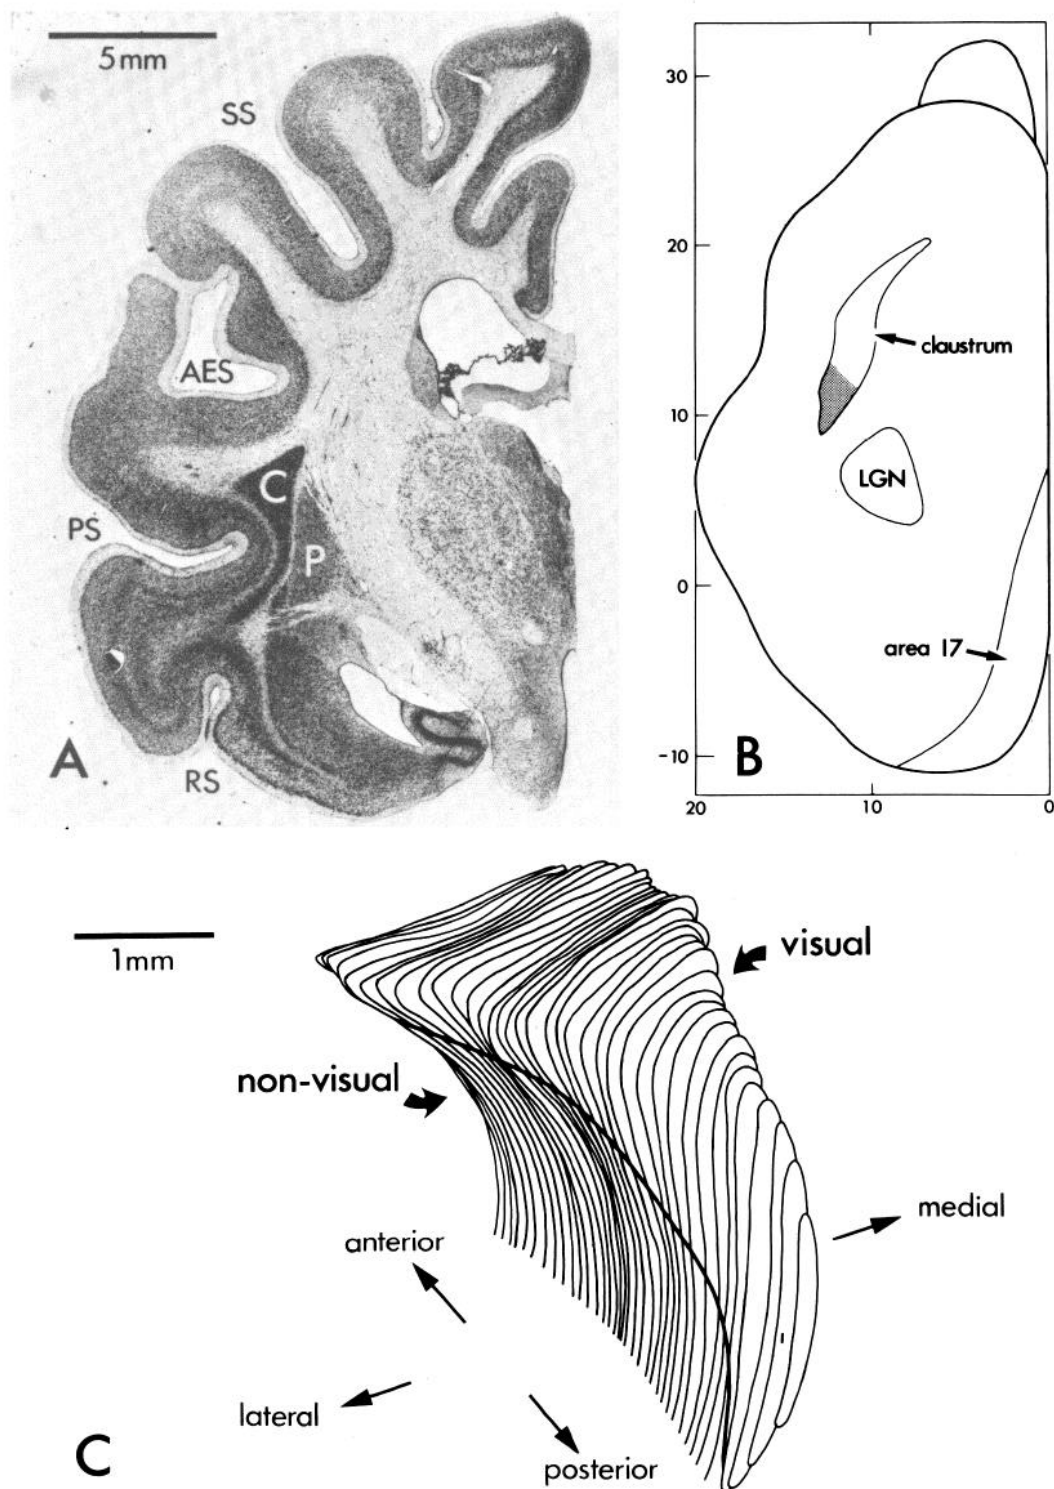 5mm
SS
AES
C
PS
P
A
RS
30
20
10
0
-10
claustrum
LGN
area 17
B
20
10
0
1mm
visual
non-visual
medial
anterior
lateral
posterior
C